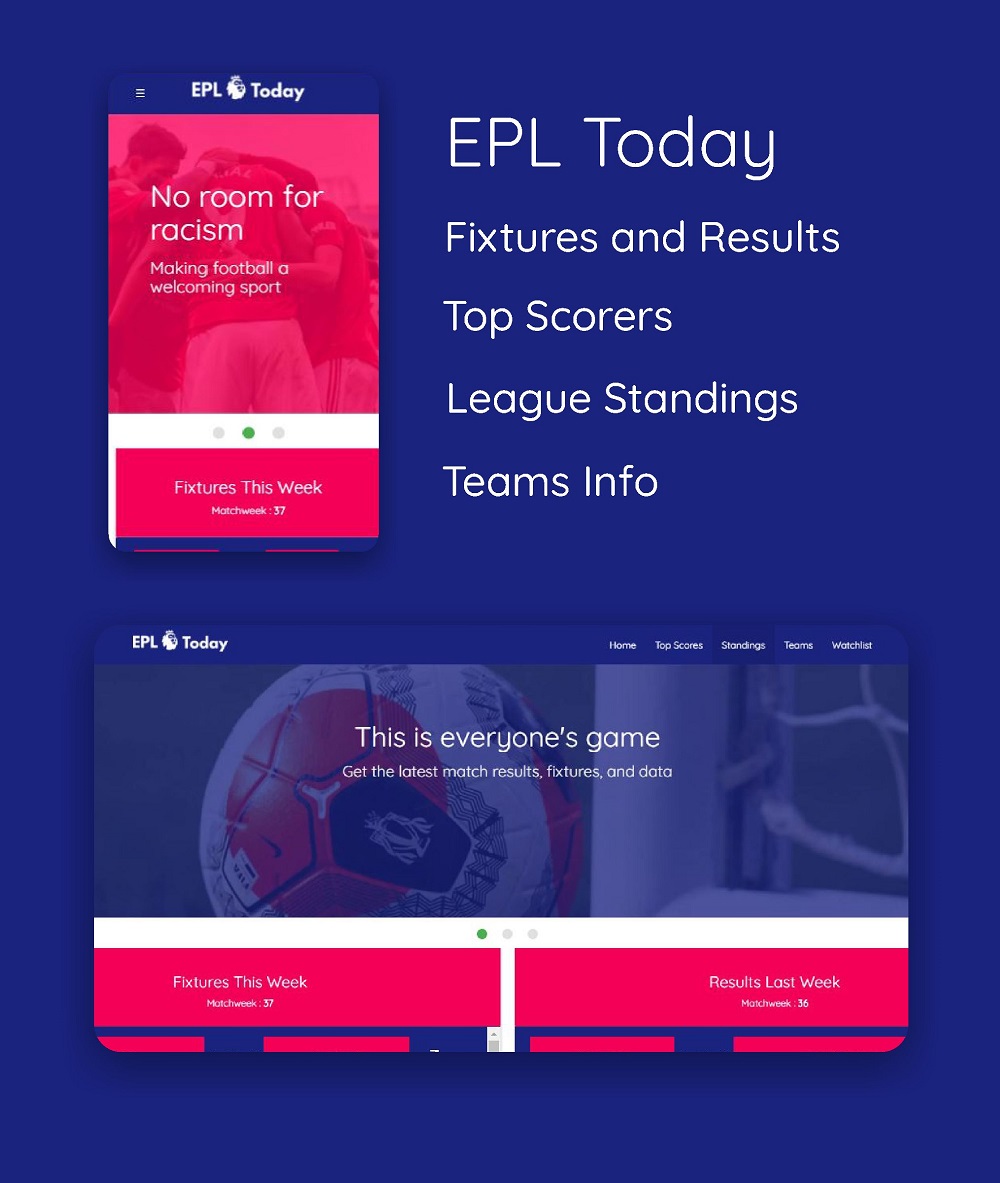 ☰
EPL Today
No room for
racism
Making football a
welcoming sport
Fixtures This Week
Matchweek : 37
EPL Today
Fixtures and Results
Top Scorers
League Standings
Teams Info
EPL Today
Home Top Scores Standings Teams Watchlist
This is everyone's game
Get the latest match results, fixtures, and data
Fixtures This Week
Matchweek : 37
Results Last Week
Matchweek : 36